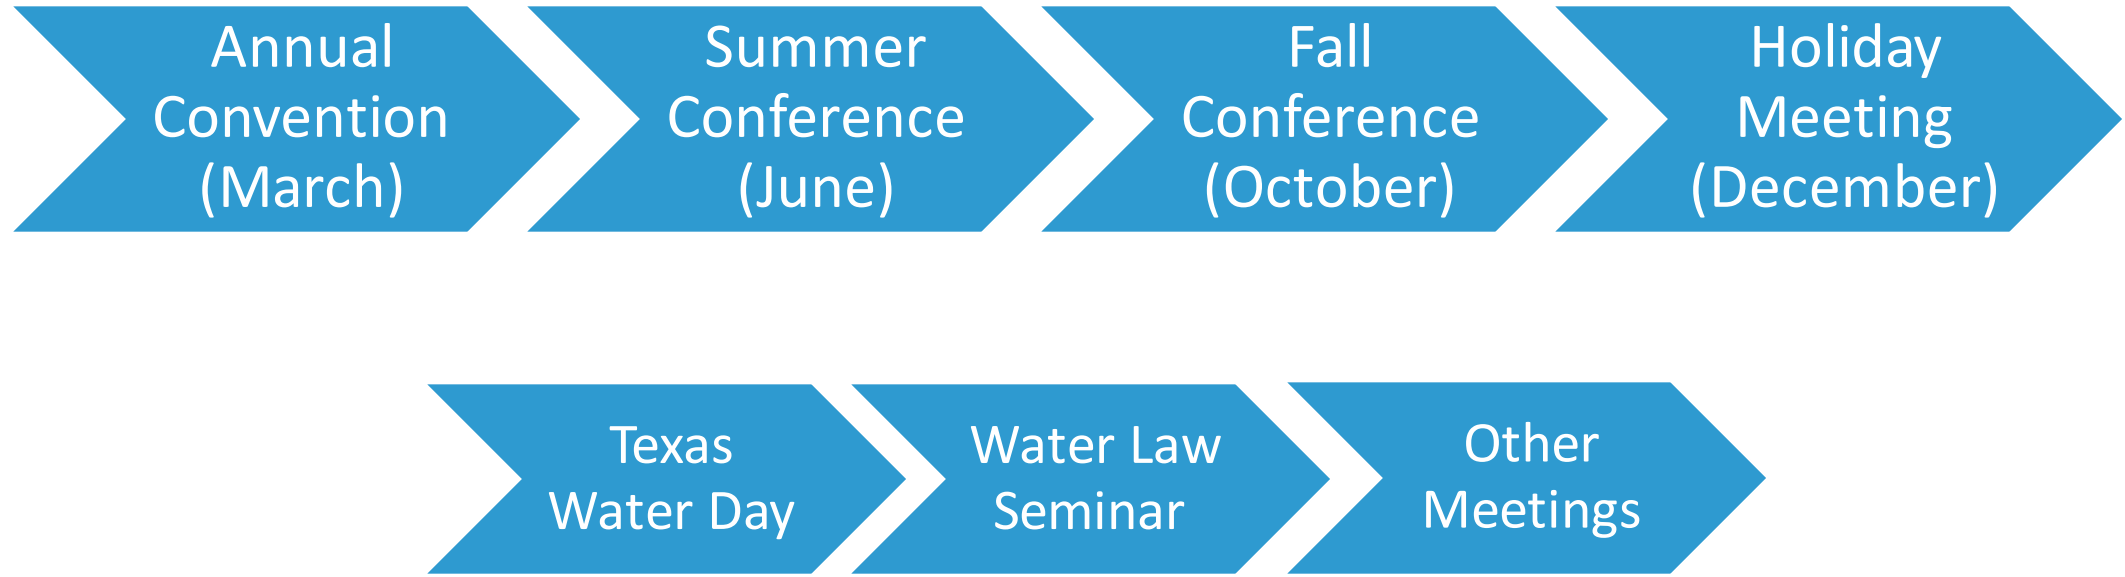 Annual
Convention
(March)
Summer
Conference
(June)
Fall
Conference
(October)
Holiday
Meeting
(December)
Texas
Water Day
Water Law
Seminar
Other
Meetings